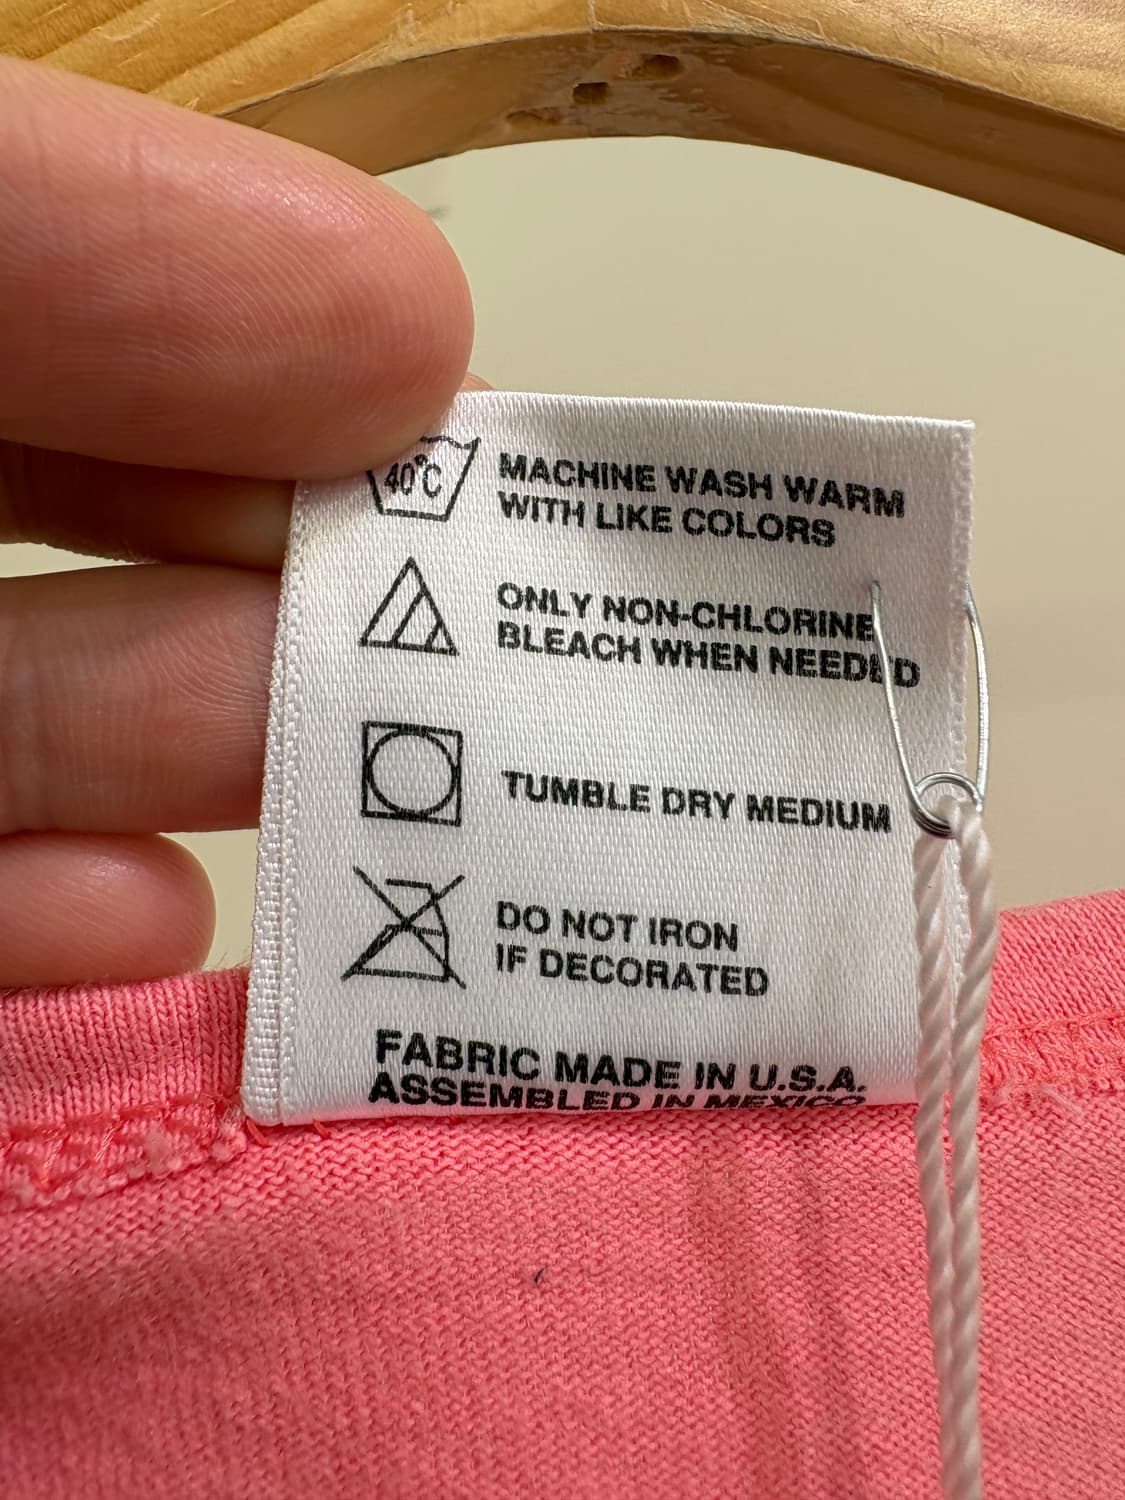 40°C
MACHINE WASH WARM
WITH LIKE COLORS
ONLY NON-CHLORINE
BLEACH WHEN NEEDED
TUMBLE DRY MEDIUM
DO NOT IRON
IF DECORATED
FABRIC MADE IN U.S.A.
ASSEMBLED IN MEXICO